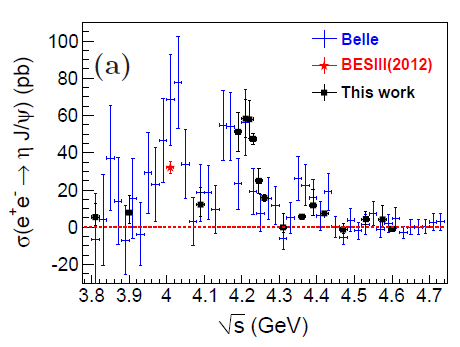 (a)
Belle
BESIII(2012)
This work
σ(e⁺e⁻ → η J/ψ) (pb)
100
80
60
40
20
0
-20
3.8 3.9 4 4.1 4.2 4.3 4.4 4.5 4.6 4.7
√s (GeV)